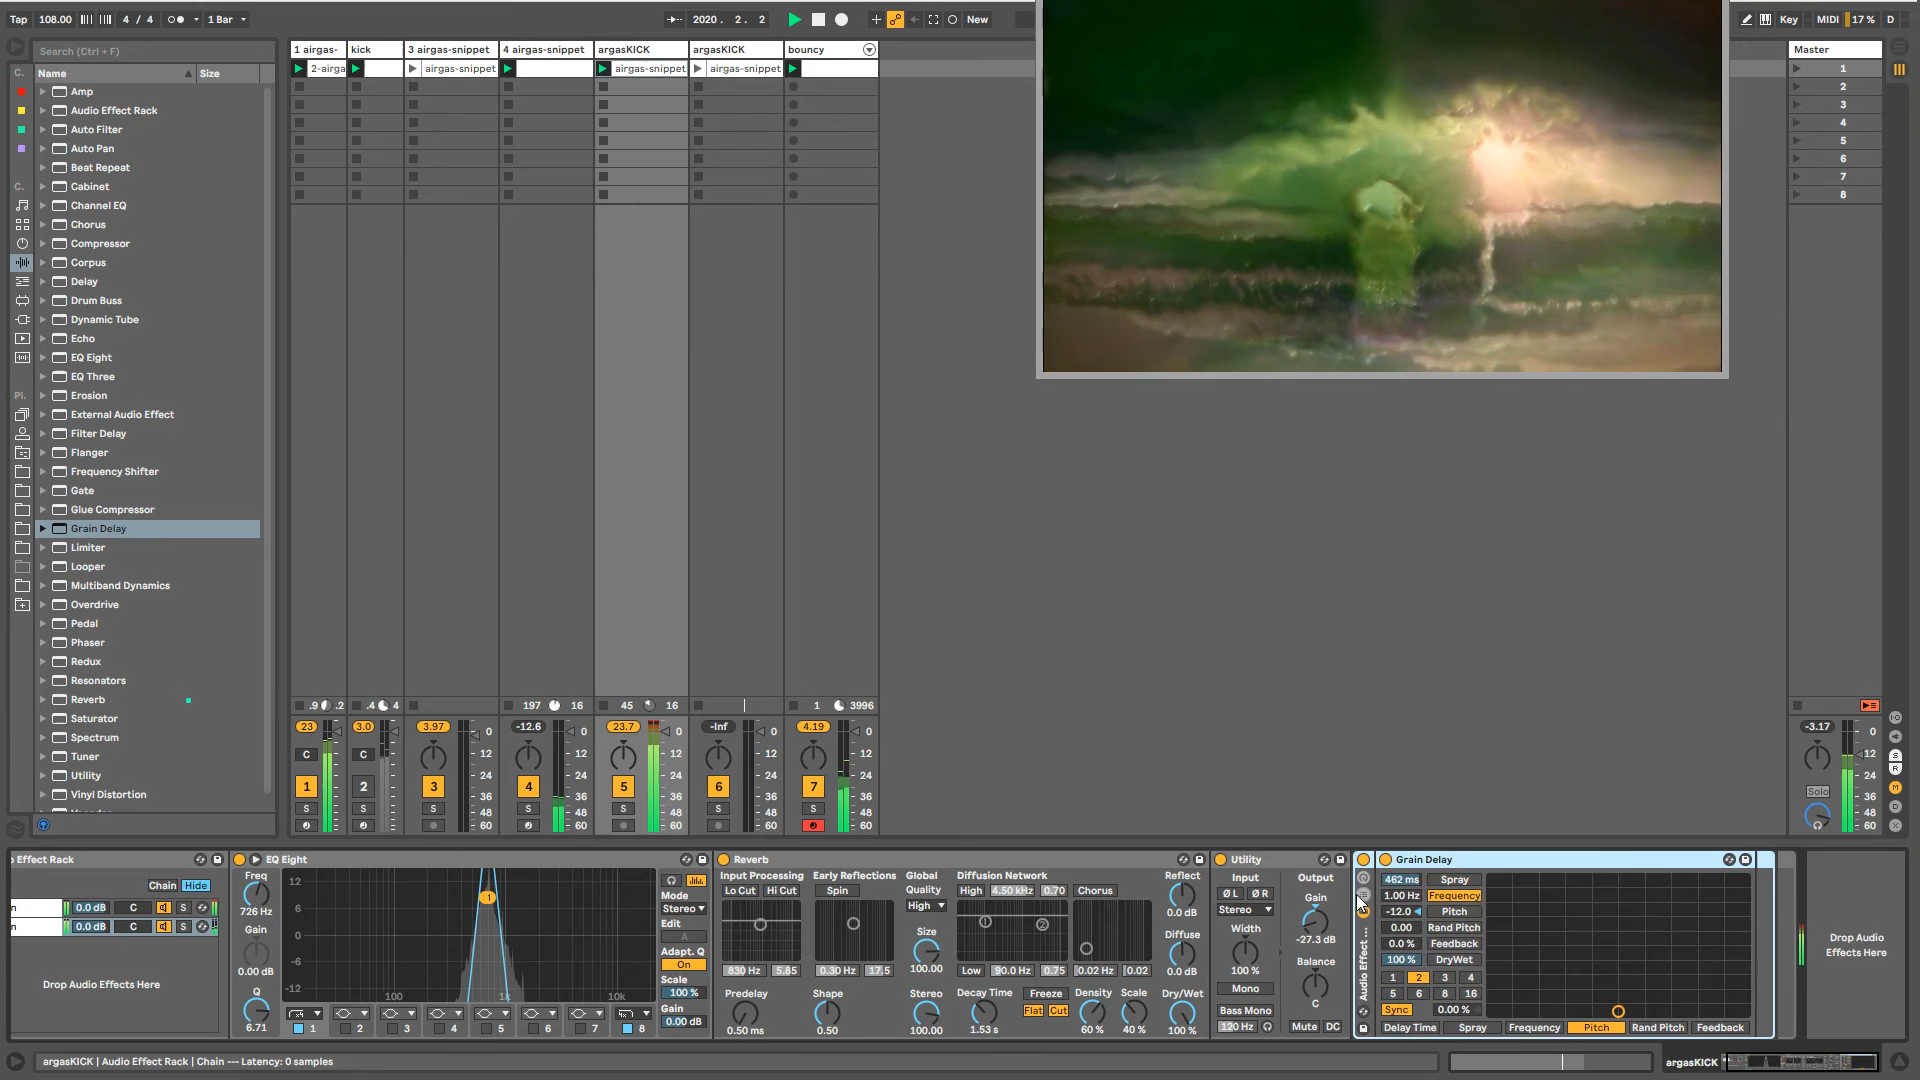 Tap 108.00 4 / 4 1 Bar 2020 . 2 . 2 New Key MIDI 17 % D
Search (Ctrl + F)
Name Size
Amp
Audio Effect Rack
Auto Filter
Auto Pan
Beat Repeat
Cabinet
Channel EQ
Chorus
Compressor
Corpus
Delay
Drum Buss
Dynamic Tube
Echo
EQ Eight
EQ Three
Erosion
External Audio Effect
Filter Delay
Flanger
Frequency Shifter
Gate
Glue Compressor
Grain Delay
Limiter
Looper
Multiband Dynamics
Overdrive
Pedal
Phaser
Redux
Resonators
Reverb
Saturator
Spectrum
Tuner
Utility
Vinyl Distortion
C.
C.
Pl.
1 airgas- kick 3 airgas-snippet 4 airgas-snippet argasKICK argasKICK bouncy
2-airga airgas-snippet airgas-snippet airgas-snippet
Master
1
2
3
4
5
6
7
8
.9 .2 .4 4 197 16 45 16 1 3996
23 3.0 3.97 -12.6 23.7 -Inf 4.19 -3.17
0 0 0 0 0 0
C C 12 12 12 12 12 12
24 24 24 24 24 24
1 2 3 4 5 6 7
36 36 36 36 36 36
S S S S S S S Solo
48 48 48 48 48 48
60 60 60 60 60 60
S
R
M
D
X
Effect Rack
Chain Hide
0.0 dB C S
0.0 dB C S
Drop Audio Effects Here
EQ Eight
Freq
726 Hz
Gain
0.00 dB
Q
6.71
12
6
0
-6
-12
100 1k 10k
1 2 3 4 5 6 7 8
Mode
Stereo
Edit
A
Adapt. Q
On
Scale
100 %
Gain
0.00 dB
Reverb
Input Processing Early Reflections Global Diffusion Network Reflect
Lo Cut Hi Cut Spin Quality High 4.50 kHz 0.70 Chorus
High 0.0 dB
Size Diffuse
100.00 0.0 dB
830 Hz 5.85 0.30 Hz 17.5 Low 90.0 Hz 0.75 0.02 Hz 0.02
Predelay Shape Stereo Decay Time Freeze Density Scale Dry/Wet
Flat Cut
0.50 ms 0.50 100.00 1.53 s 60 % 40 % 100 %
Utility
Input Output
Ø L Ø R Gain
Stereo
Width -27.3 dB
100 % Balance
Mono
C
Bass Mono
120 Hz Mute DC
Audio Effect ...
Grain Delay
462 ms Spray
1.00 Hz Frequency
-12.0 Pitch
0.00 Rand Pitch
0.0 % Feedback
100 % DryWet
1 2 3 4
5 6 8 16
Sync 0.00 %
Delay Time Spray Frequency Pitch Rand Pitch Feedback
Drop Audio
Effects Here
argasKICK | Audio Effect Rack | Chain --- Latency: 0 samples
argasKICK